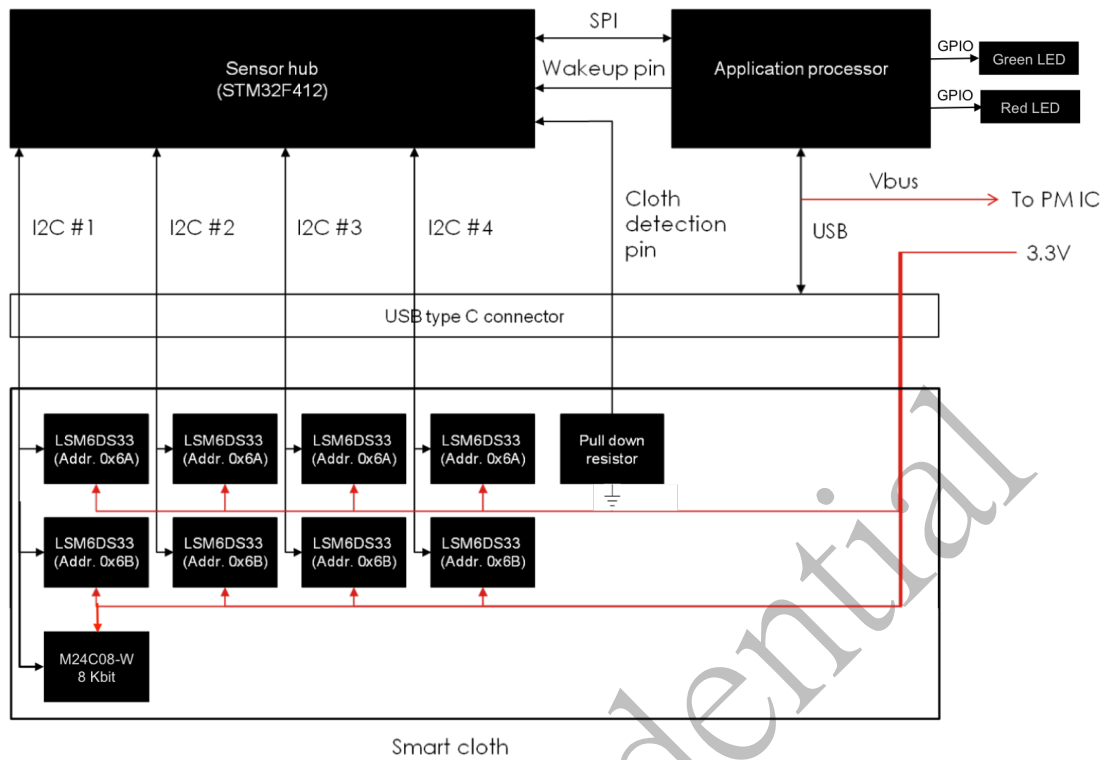 Sensor hub
(STM32F412)
SPI
Wakeup pin
Application processor
GPIO
Green LED
GPIO
Red LED
I2C #1
I2C #2
I2C #3
I2C #4
Cloth
detection
pin
Vbus
To PM IC
USB
3.3V
USB type C connector
LSM6DS33
(Addr. 0x6A)
LSM6DS33
(Addr. 0x6A)
LSM6DS33
(Addr. 0x6A)
LSM6DS33
(Addr. 0x6A)
Pull down
resistor
LSM6DS33
(Addr. 0x6B)
LSM6DS33
(Addr. 0x6B)
LSM6DS33
(Addr. 0x6B)
LSM6DS33
(Addr. 0x6B)
M24C08-W
8 Kbit
Smart cloth
dential